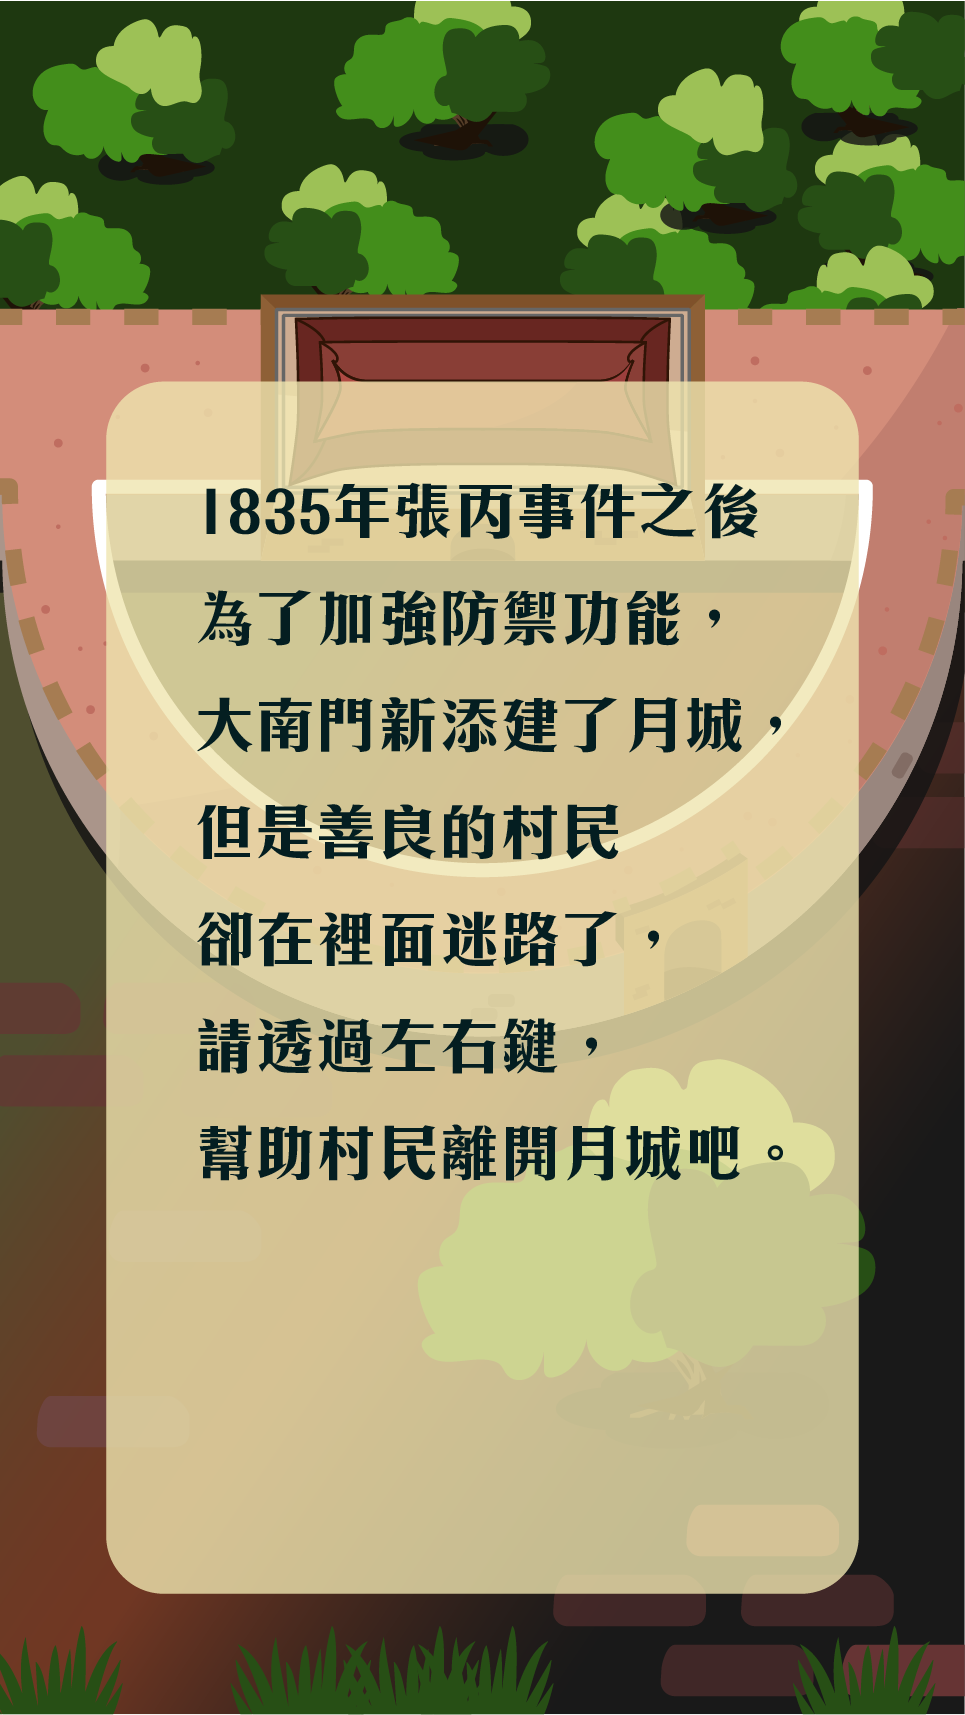 1835年張丙事件之後
為了加強防禦功能，
大南門新添建了月城，
但是善良的村民
卻在裡面迷路了，
請透過左右鍵，
幫助村民離開月城吧。